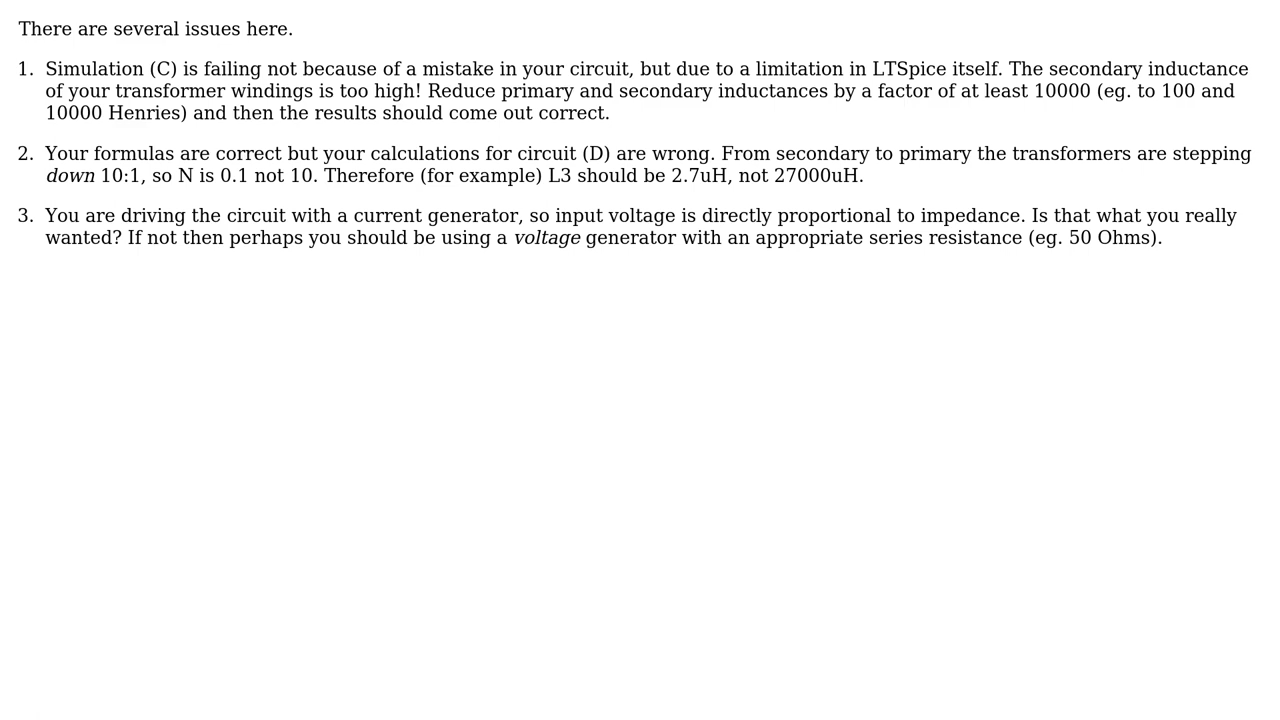 There are several issues here.
1. Simulation (C) is failing not because of a mistake in your circuit, but due to a limitation in LTSpice itself. The secondary inductance
of your transformer windings is too high! Reduce primary and secondary inductances by a factor of at least 10000 (eg. to 100 and
10000 Henries) and then the results should come out correct.
2. Your formulas are correct but your calculations for circuit (D) are wrong. From secondary to primary the transformers are stepping
down 10:1, so N is 0.1 not 10. Therefore (for example) L3 should be 2.7uH, not 27000uH.
3. You are driving the circuit with a current generator, so input voltage is directly proportional to impedance. Is that what you really
wanted? If not then perhaps you should be using a voltage generator with an appropriate series resistance (eg. 50 Ohms).